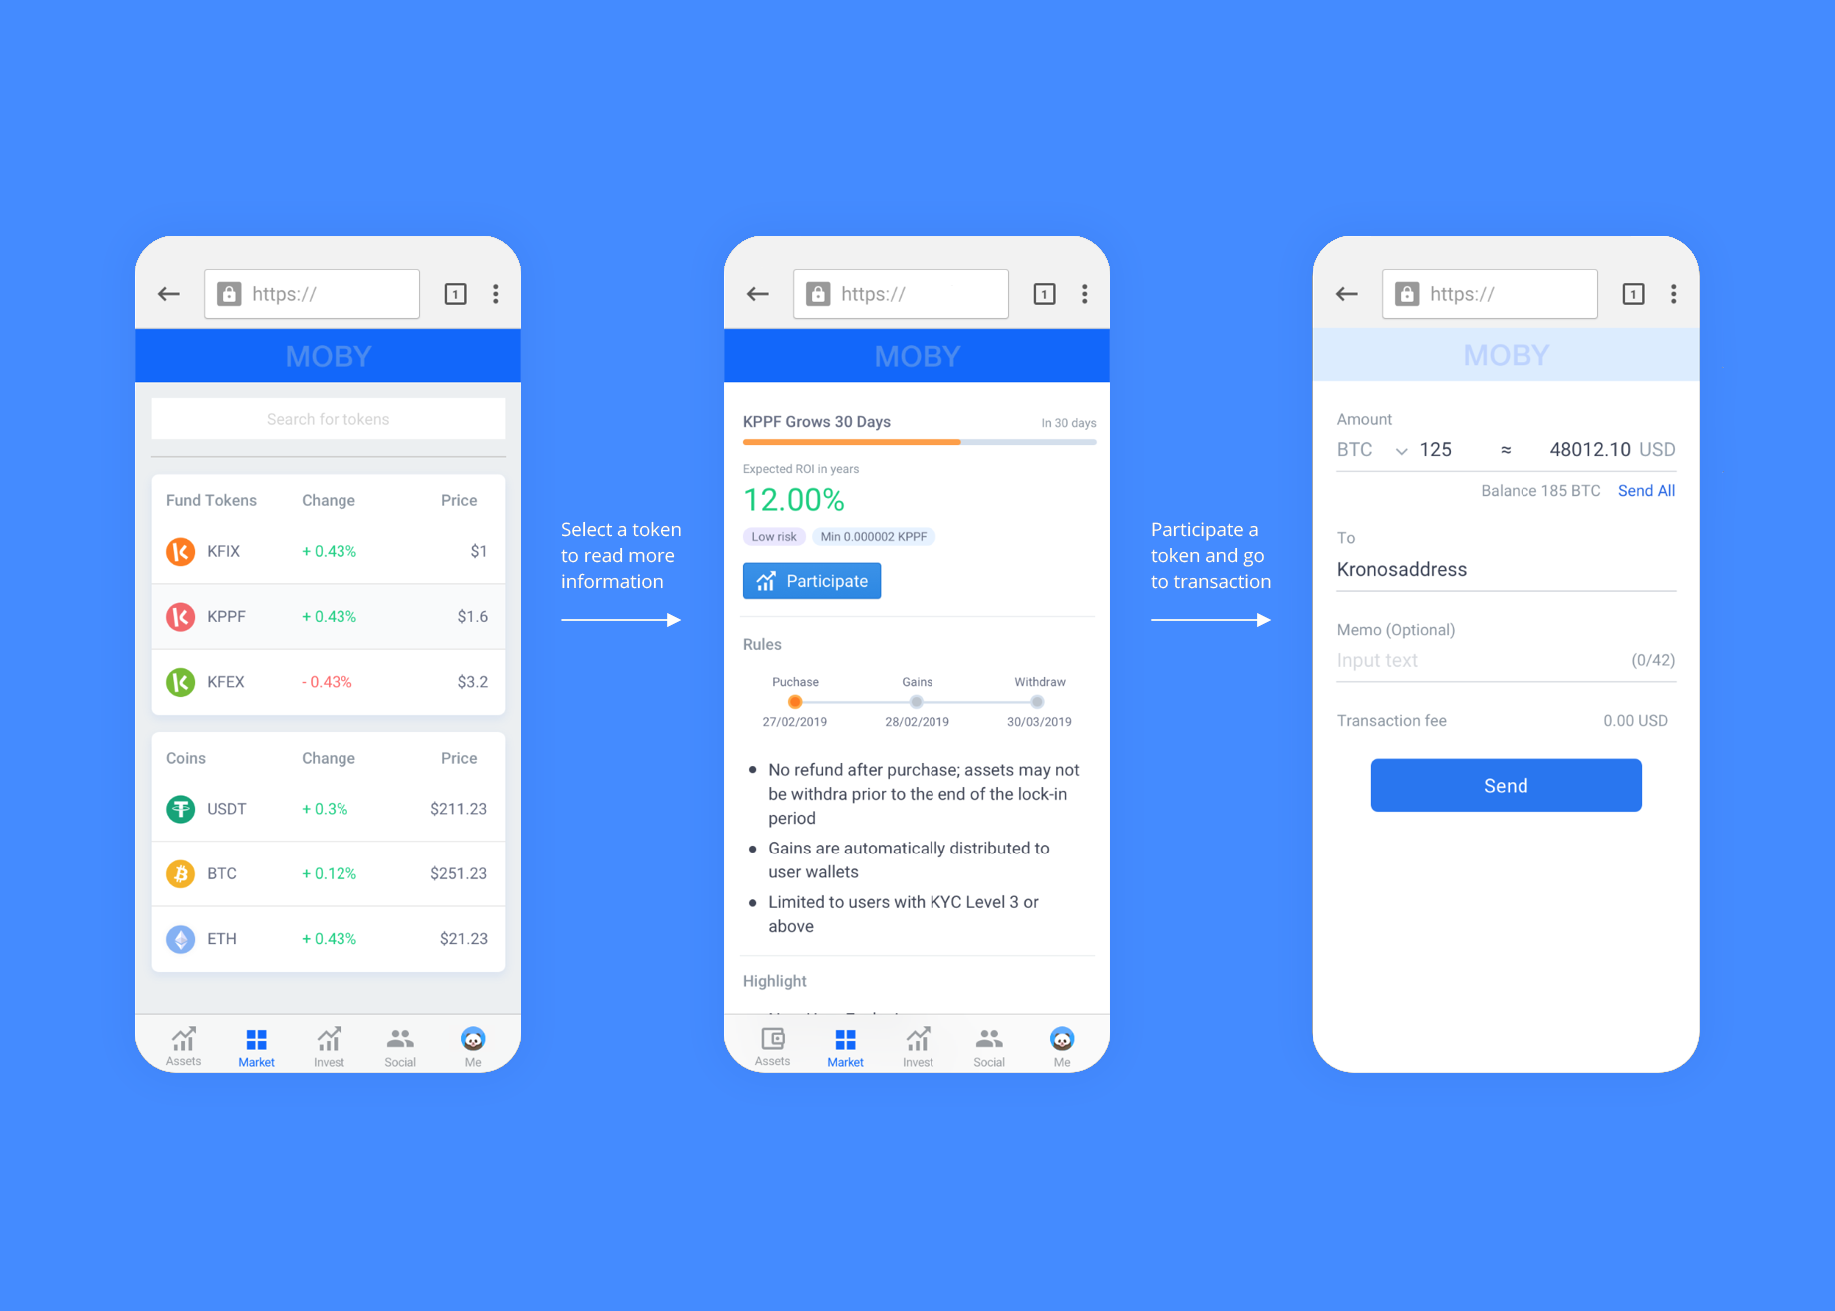 https://
1
MOBY
Search for tokens
Fund Tokens Change Price
KFIX + 0.43% $1
KPPF + 0.43% $1.6
KFEX - 0.43% $3.2
Coins Change Price
USDT + 0.3% $211.23
BTC + 0.12% $251.23
ETH + 0.43% $21.23
Assets Market Invest Social Me
Select a token
to read more
information
https://
1
MOBY
KPPF Grows 30 Days In 30 days
Expected ROI in years
12.00%
Low risk Min 0.000002 KPPF
Participate
Rules
Puchase Gains Withdraw
27/02/2019 28/02/2019 30/03/2019
No refund after purchase; assets may not
be withdra prior to the end of the lock-in
period
Gains are automatically distributed to
user wallets
Limited to users with KYC Level 3 or
above
Highlight
Assets Market Invest Social Me
Participate a
token and go
to transaction
https://
1
MOBY
Amount
BTC 125 ≈ 48012.10 USD
Balance 185 BTC Send All
To
Kronosaddress
Memo (Optional)
Input text (0/42)
Transaction fee 0.00 USD
Send